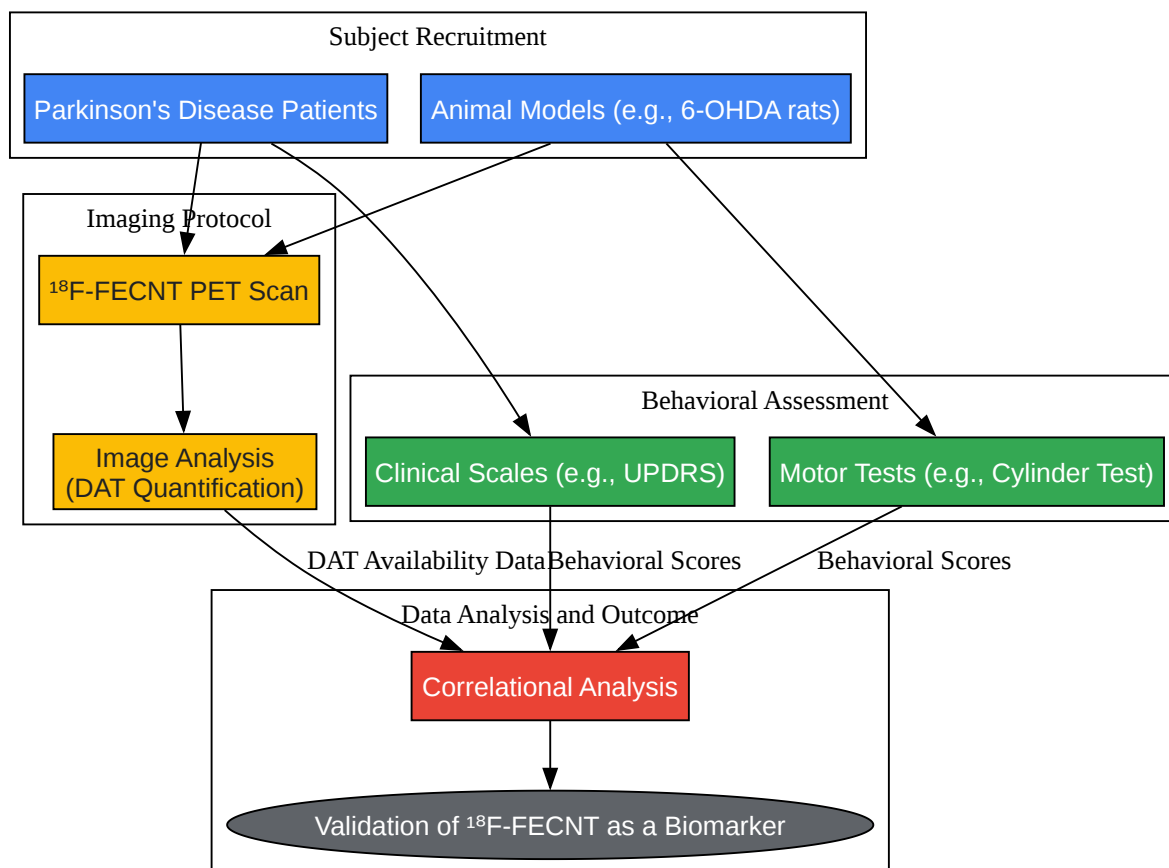 Subject Recruitment
Parkinson's Disease Patients
Animal Models (e.g., 6-OHDA rats)
Imaging Protocol
¹⁸F-FECNT PET Scan
Behavioral Assessment
Image Analysis
(DAT Quantification)
Clinical Scales (e.g., UPDRS)
Motor Tests (e.g., Cylinder Test)
DAT Availability Data
Behavioral Scores
Behavioral Scores
Data Analysis and Outcome
Correlational Analysis
Validation of ¹⁸F-FECNT as a Biomarker